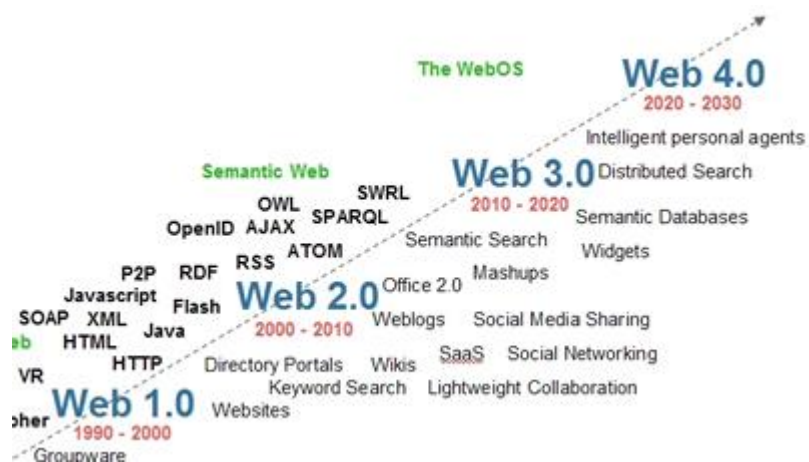 The WebOS
Web 4.0
2020 - 2030
Intelligent personal agents
Semantic Web
Web 3.0
Distributed Search
2010 - 2020
SWRL
OWL
SPARQL
Semantic Databases
OpenID
AJAX
Semantic Search
Widgets
ATOM
RSS
P2P
RDF
Mashups
Office 2.0
Javascript
Flash
Web 2.0
2000 - 2010
SOAP
XML
Java
Weblogs
Social Media Sharing
HTML
HTTP
Directory Portals
Wikis
SaaS
Social Networking
VR
Keyword Search
Lightweight Collaboration
Web 1.0
1990 - 2000
Websites
Groupware